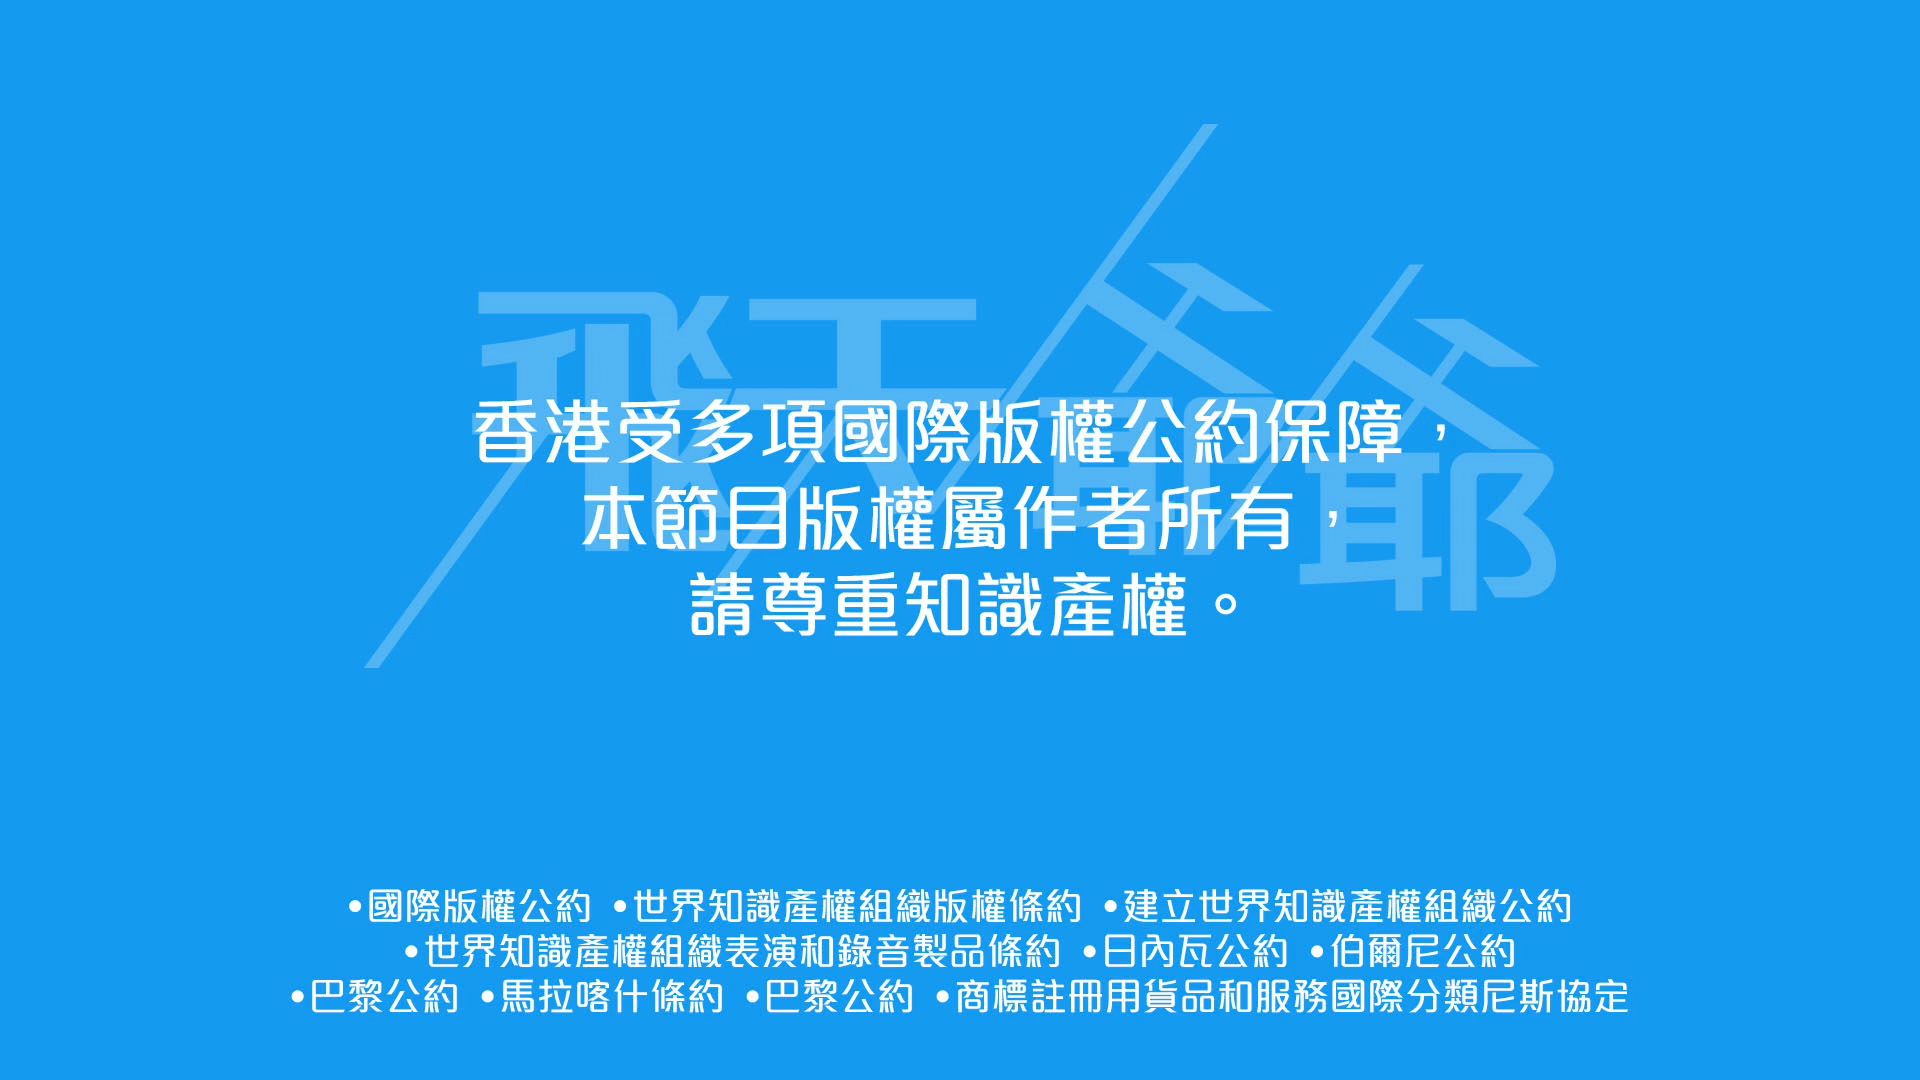 飛天爺爺
香港受多項國際版權公約保障，
本節目版權屬作者所有，
請尊重知識產權。
•國際版權公約 •世界知識產權組織版權條約 •建立世界知識產權組織公約
•世界知識產權組織表演和錄音製品條約 •日內瓦公約 •伯爾尼公約
•巴黎公約 •馬拉喀什條約 •巴黎公約 •商標註冊用貨品和服務國際分類尼斯協定